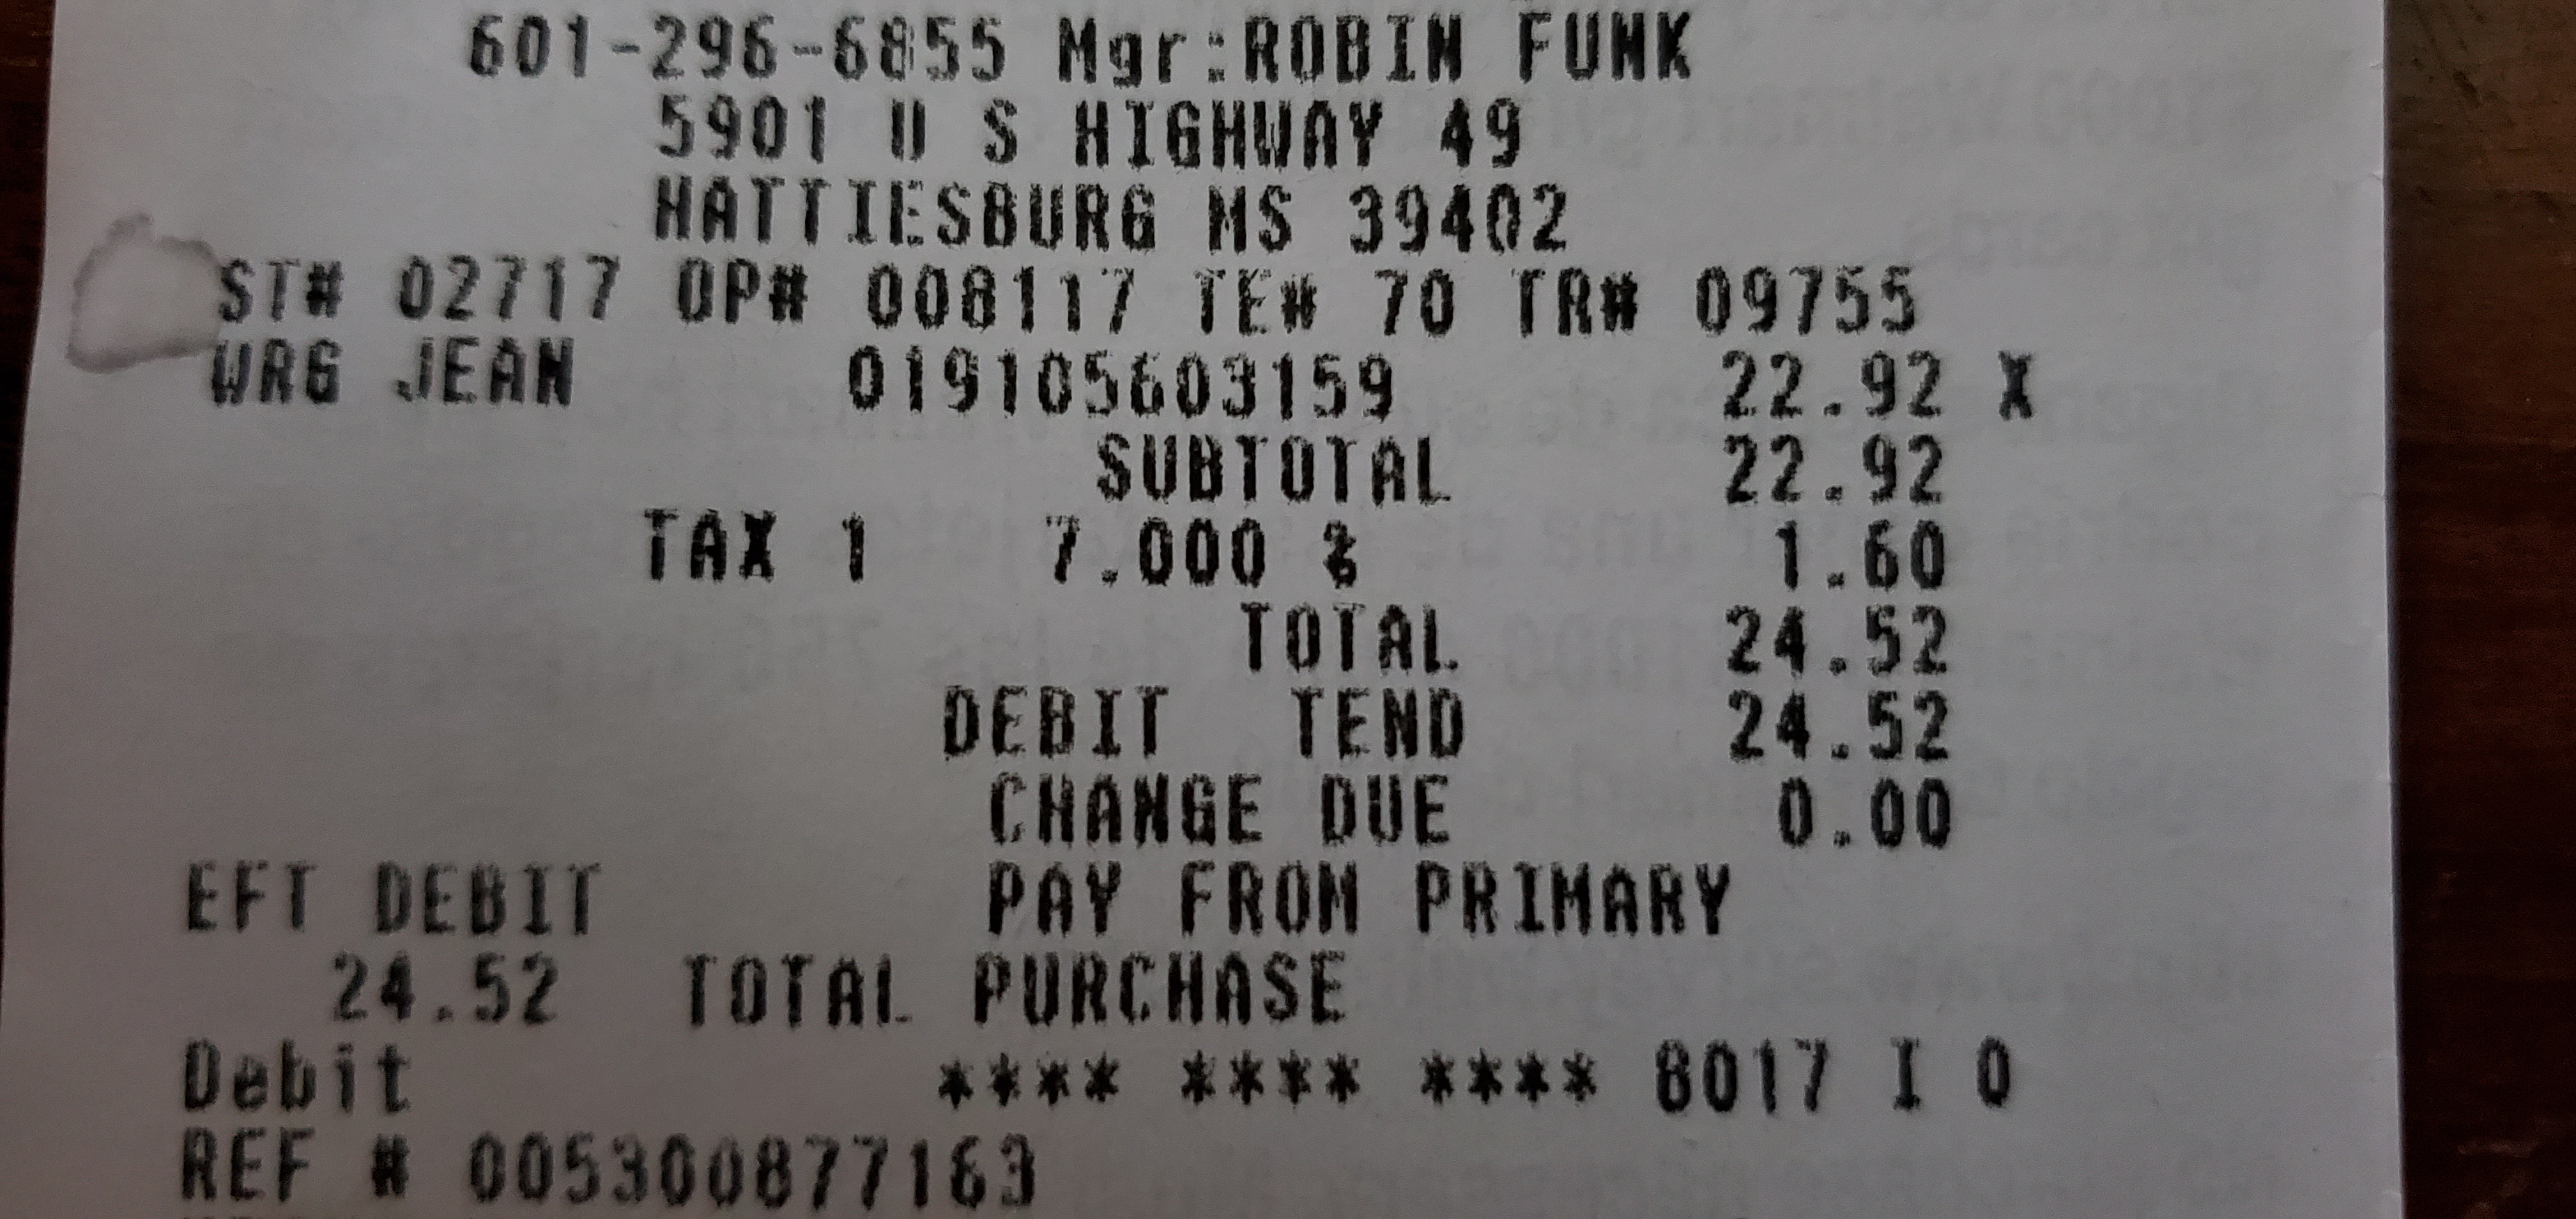 601-296-6855 Mgr:ROBIN FUNK
5901 U S HIGHWAY 49
HATTIESBURG MS 39402
ST# 02717 OP# 008117 TE# 70 TR# 09755
WRG JEAN 019105603159 22.92 X
SUBTOTAL 22.92
TAX 1 7.000 % 1.60
TOTAL 24.52
DEBIT TEND 24.52
CHANGE DUE 0.00
EFT DEBIT PAY FROM PRIMARY
24.52 TOTAL PURCHASE
Debit **** **** **** 8017 I 0
REF # 005300877163